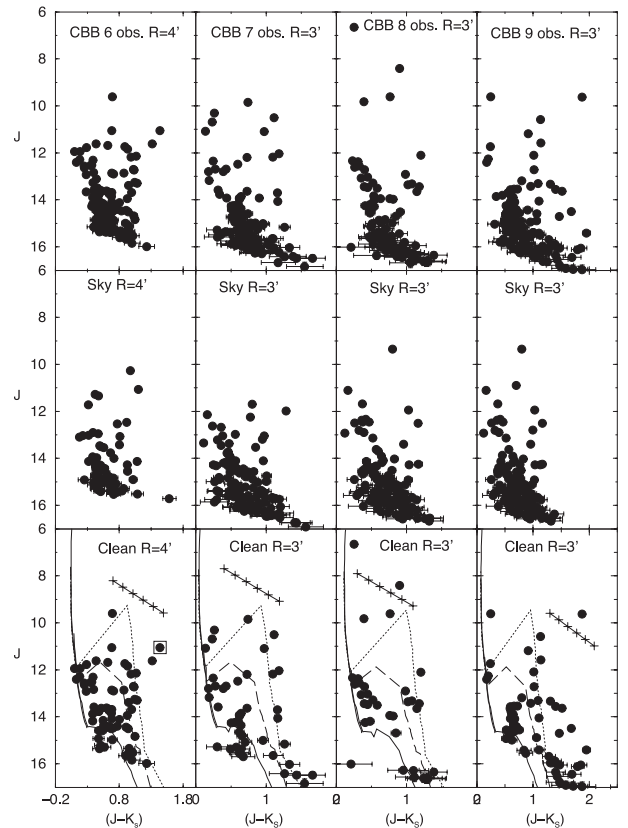 6
8
10
12
14
16
J
CBB 6 obs. R=4'
CBB 7 obs. R=3'
CBB 8 obs. R=3'
CBB 9 obs. R=3'
6
8
10
12
14
16
J
Sky R=4'
Sky R=3'
Sky R=3'
Sky R=3'
6
8
10
12
14
16
J
Clean R=4'
Clean R=3'
Clean R=3'
Clean R=3'
−0.2 0.8 1.8 0 1 2 0 1 2 0 1 2
(J−Ks) (J−Ks) (J−Ks) (J−Ks)